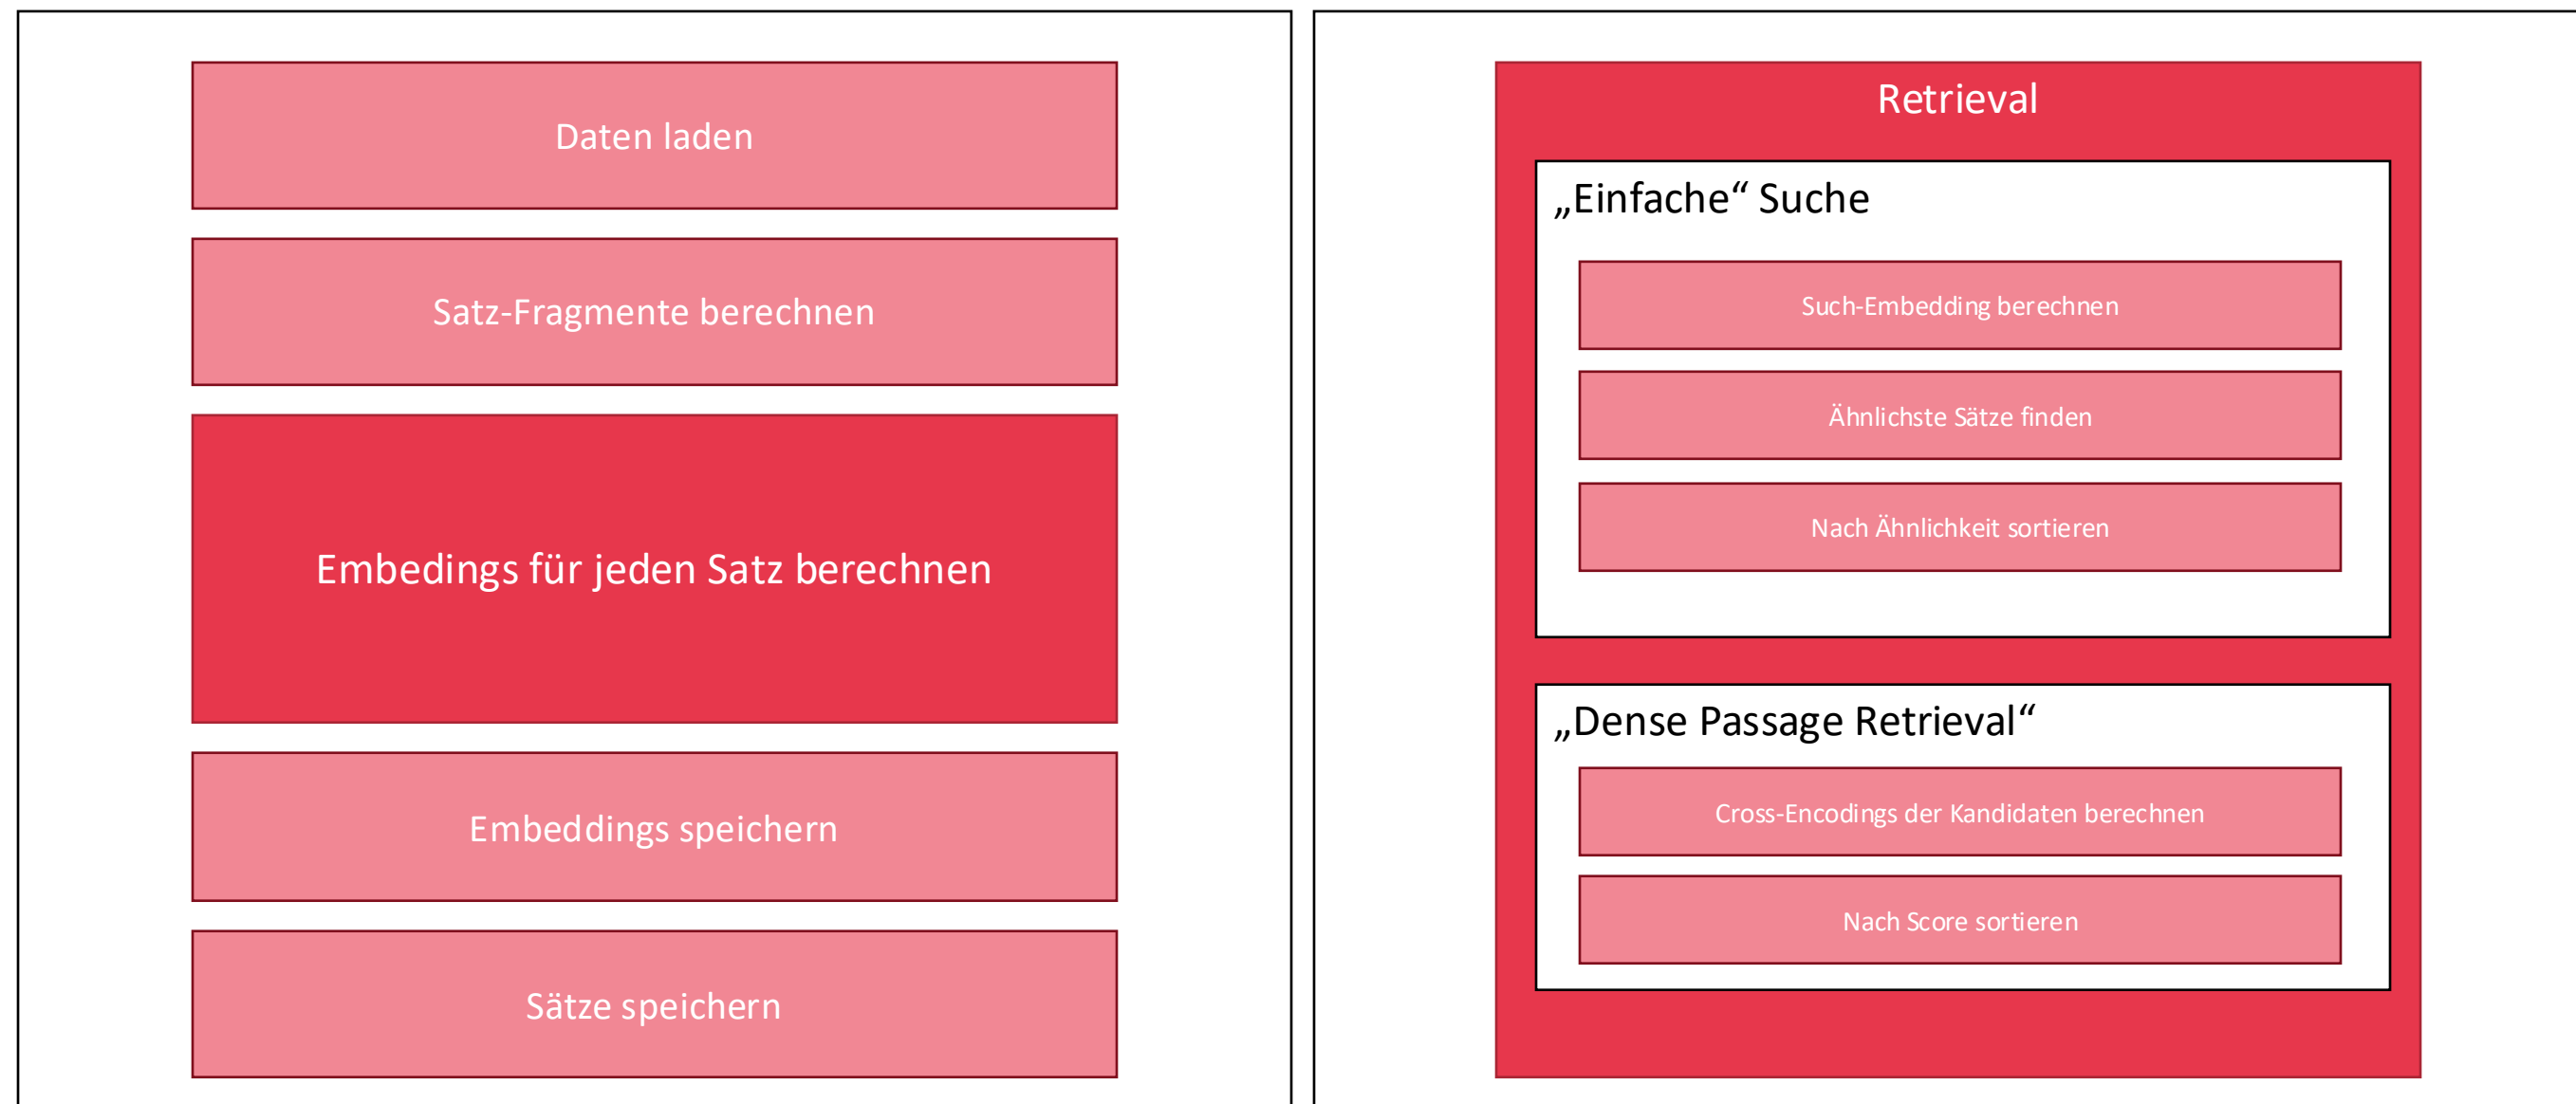 Daten laden
Satz-Fragmente berechnen
Embedings für jeden Satz berechnen
Embeddings speichern
Sätze speichern
Retrieval
„Einfache“ Suche
Such-Embedding berechnen
Ähnlichste Sätze finden
Nach Ähnlichkeit sortieren
„Dense Passage Retrieval“
Cross-Encodings der Kandidaten berechnen
Nach Score sortieren